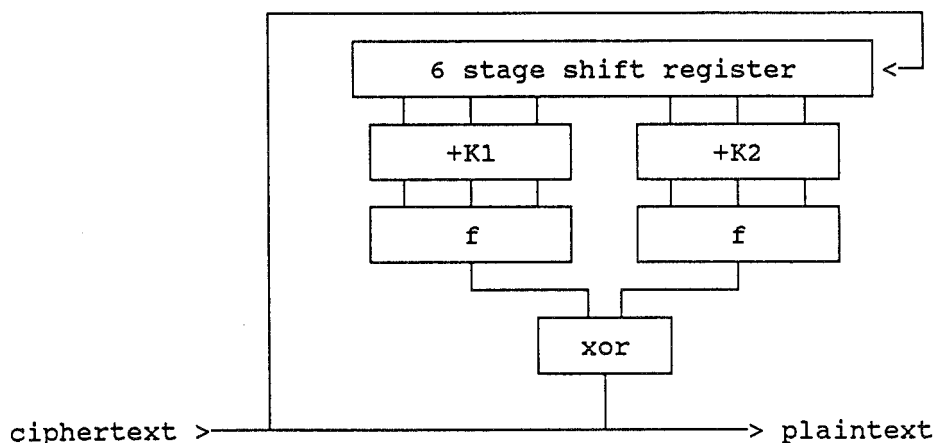 6 stage shift register <
+K1 +K2
f f
xor
ciphertext > > plaintext